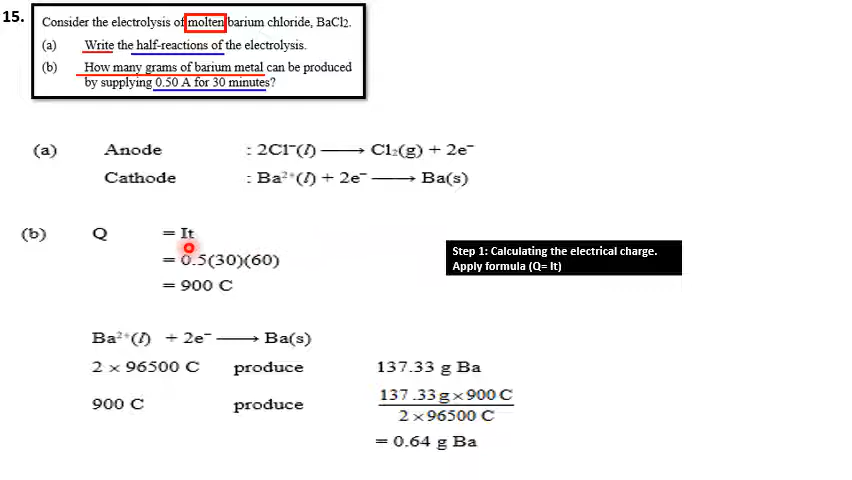 15.
Consider the electrolysis of molten barium chloride, BaCl₂.
(a) Write the half-reactions of the electrolysis.
(b) How many grams of barium metal can be produced
by supplying 0.50 A for 30 minutes?
(a) Anode : 2Cl⁻(l) ⟶ Cl₂(g) + 2e⁻
Cathode : Ba²⁺(l) + 2e⁻ ⟶ Ba(s)
(b) Q = It
= 0.5(30)(60)
= 900 C
Step 1: Calculating the electrical charge.
Apply formula (Q= It)
Ba²⁺(l) + 2e⁻ ⟶ Ba(s)
2 × 96500 C produce 137.33 g Ba
900 C produce 137.33 g × 900 C
2 × 96500 C
= 0.64 g Ba